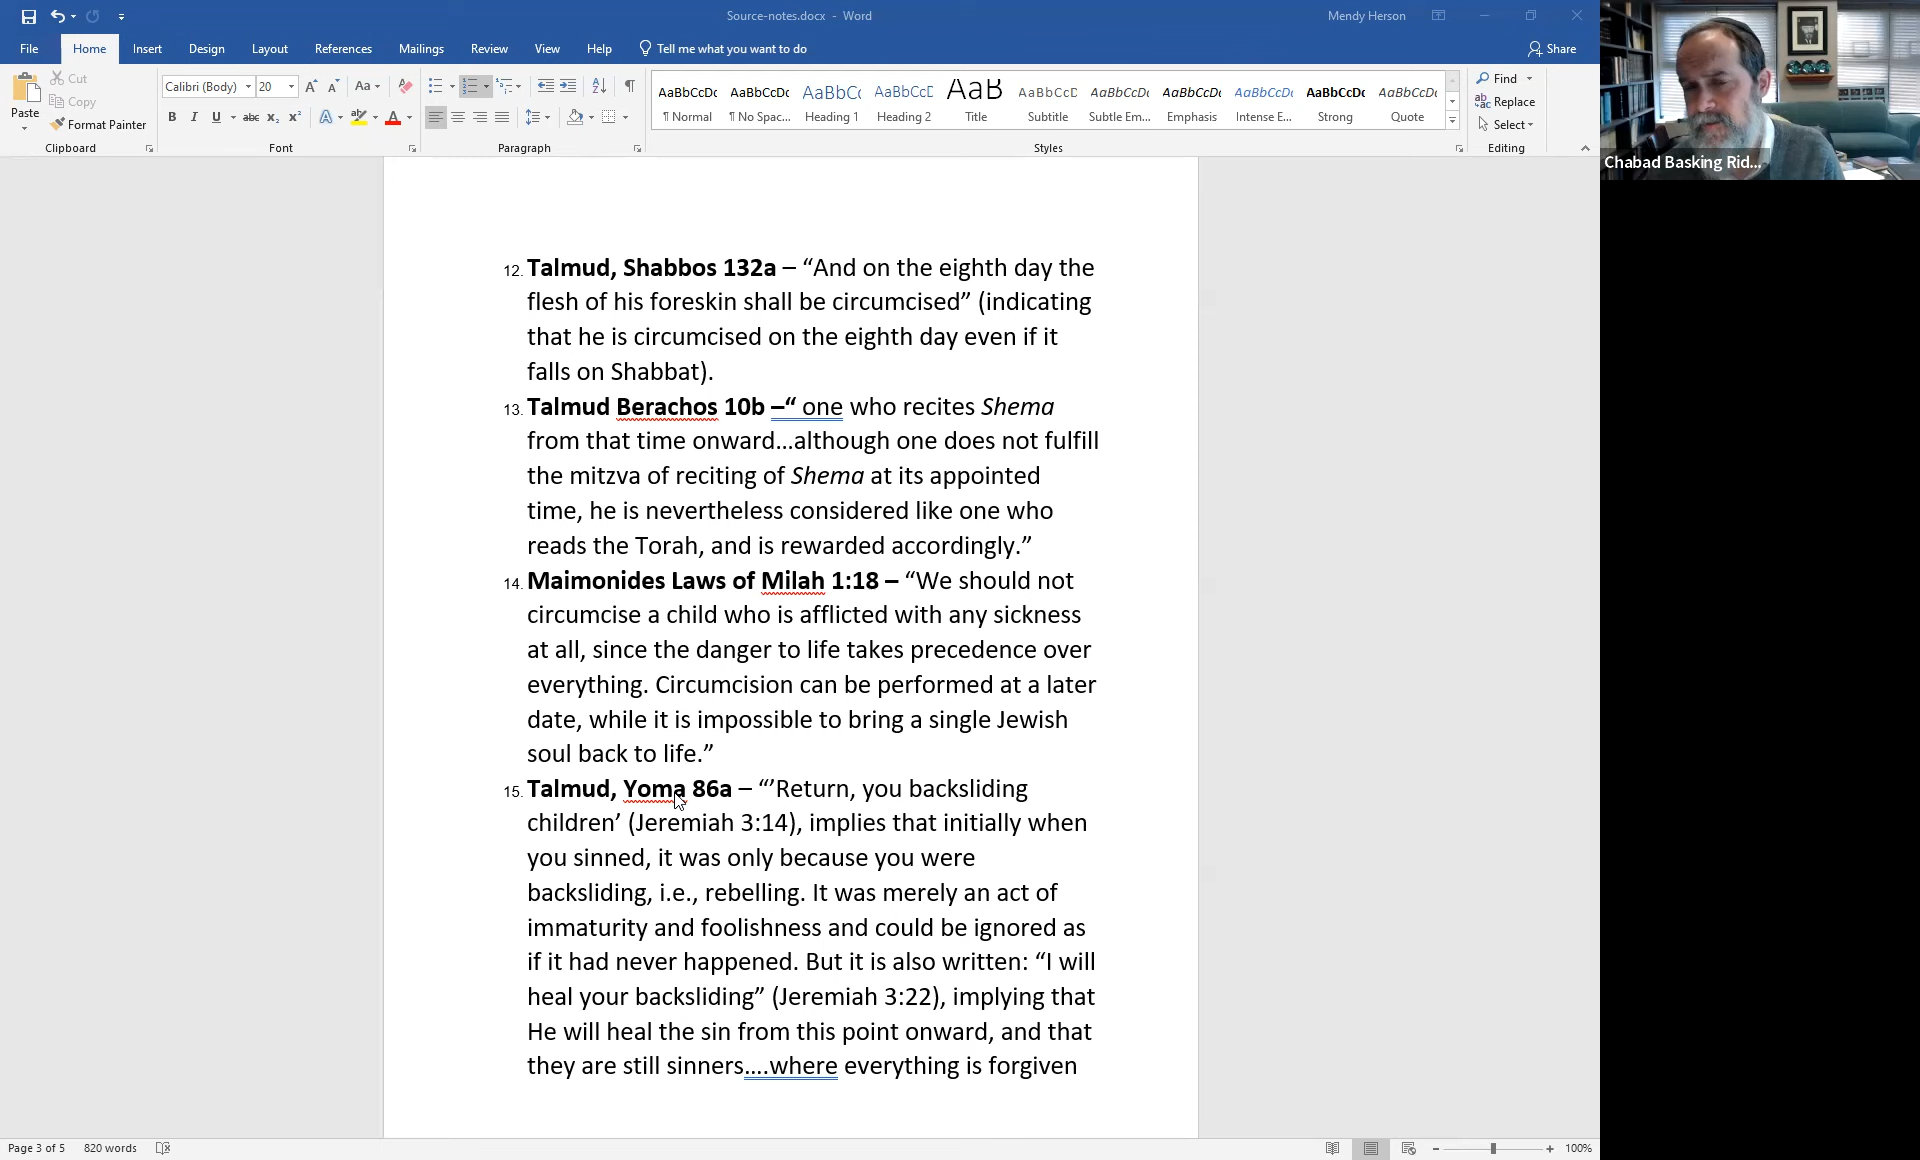 Source-notes.docx - Word
Mendy Herson
File Home Insert Design Layout References Mailings Review View Help Tell me what you want to do Share
Paste
Cut
Copy
Format Painter
Clipboard
Calibri (Body) 20
Font
Paragraph
AaBbCcDc AaBbCcDc AaBbCc AaBbCcD AaB AaBbCcD AaBbCcDc AaBbCcDc AaBbCcDc AaBbCcDc AaBbCcDc
¶ Normal ¶ No Spac... Heading 1 Heading 2 Title Subtitle Subtle Em... Emphasis Intense E... Strong Quote
Styles
Find
Replace
Select
Editing
Chabad Basking Rid...
12. Talmud, Shabbos 132a – “And on the eighth day the
flesh of his foreskin shall be circumcised” (indicating
that he is circumcised on the eighth day even if it
falls on Shabbat).
13. Talmud Berachos 10b –“ one who recites Shema
from that time onward…although one does not fulfill
the mitzva of reciting of Shema at its appointed
time, he is nevertheless considered like one who
reads the Torah, and is rewarded accordingly.”
14. Maimonides Laws of Milah 1:18 – “We should not
circumcise a child who is afflicted with any sickness
at all, since the danger to life takes precedence over
everything. Circumcision can be performed at a later
date, while it is impossible to bring a single Jewish
soul back to life.”
15. Talmud, Yoma 86a – “’Return, you backsliding
children’ (Jeremiah 3:14), implies that initially when
you sinned, it was only because you were
backsliding, i.e., rebelling. It was merely an act of
immaturity and foolishness and could be ignored as
if it had never happened. But it is also written: “I will
heal your backsliding” (Jeremiah 3:22), implying that
He will heal the sin from this point onward, and that
they are still sinners….where everything is forgiven
Page 3 of 5 820 words
100%